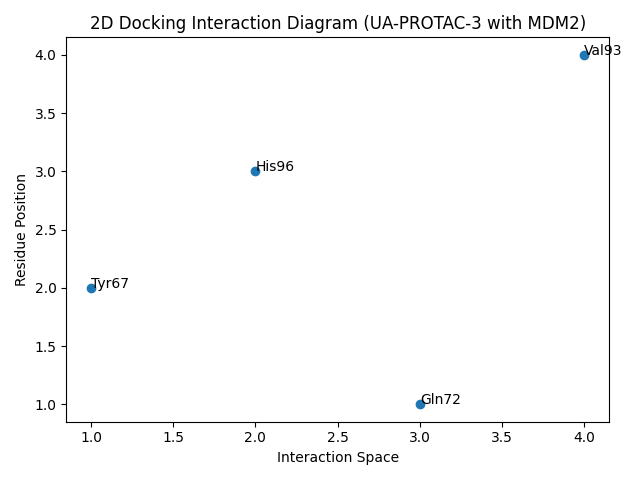 2D Docking Interaction Diagram (UA-PROTAC-3 with MDM2)
4.0
3.5
3.0
2.5
2.0
1.5
1.0
Residue Position
Val93
His96
Tyr67
Gln72
1.0 1.5 2.0 2.5 3.0 3.5 4.0
Interaction Space